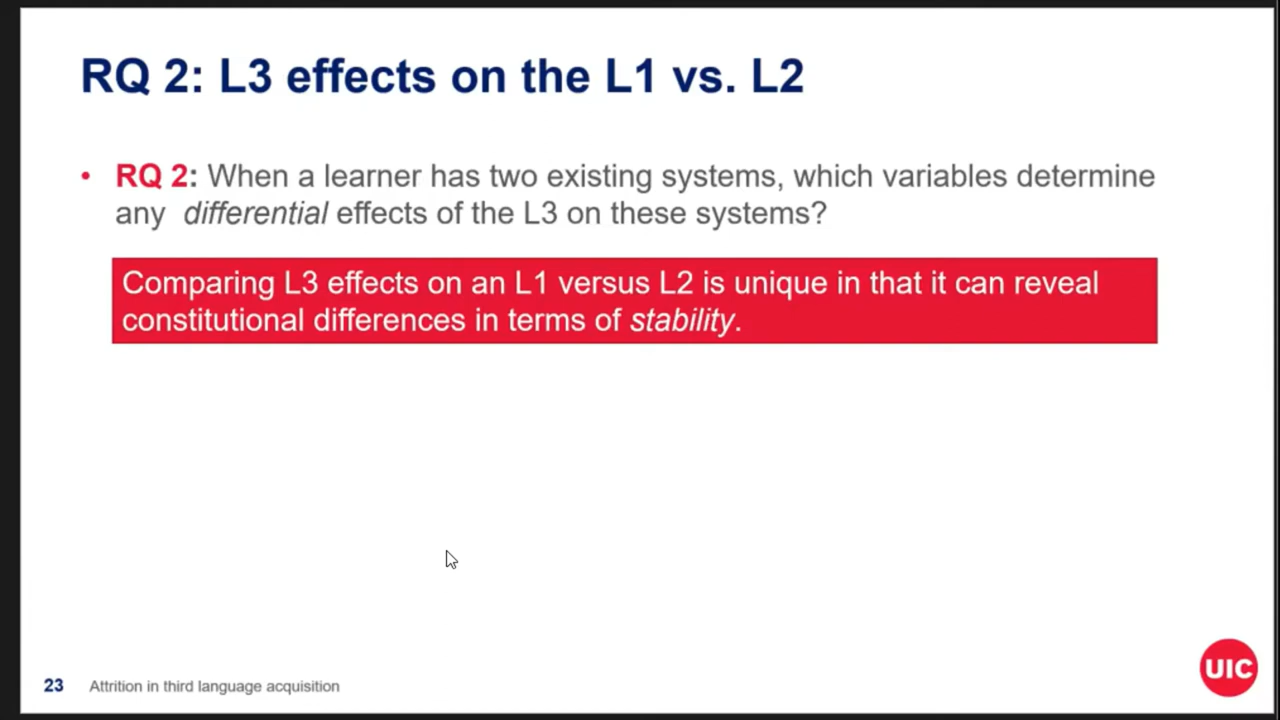 RQ 2: L3 effects on the L1 vs. L2
• RQ 2: When a learner has two existing systems, which variables determine
any differential effects of the L3 on these systems?
Comparing L3 effects on an L1 versus L2 is unique in that it can reveal
constitutional differences in terms of stability.
23 Attrition in third language acquisition
UIC